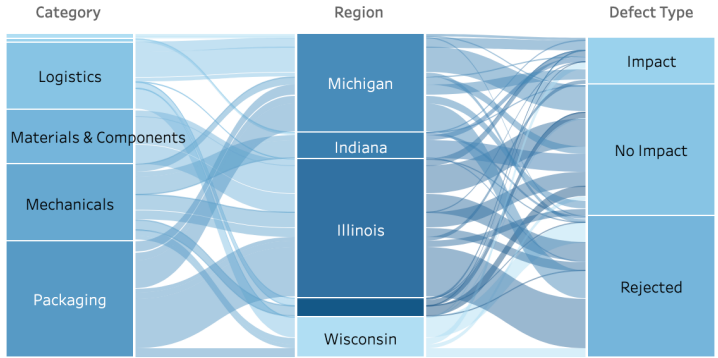 Category
Region
Defect Type
Logistics
Materials & Components
Mechanicals
Packaging
Michigan
Indiana
Illinois
Wisconsin
Impact
No Impact
Rejected